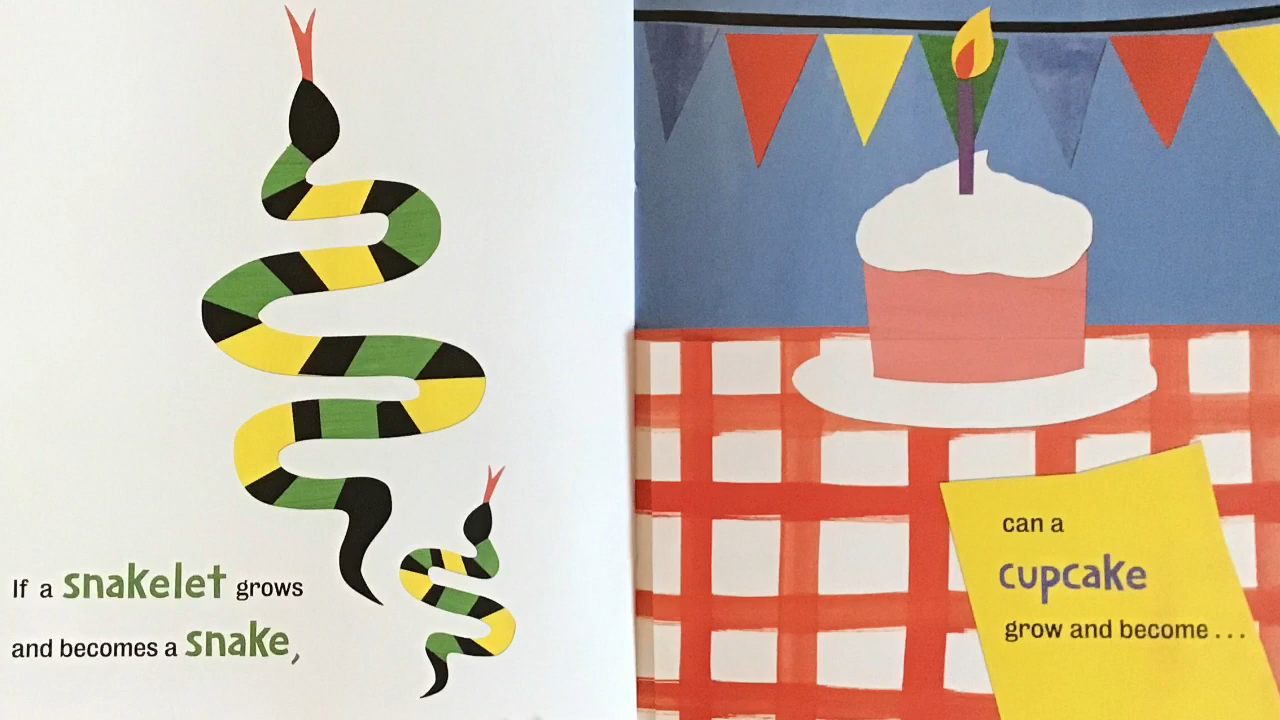 If a snakelet grows
and becomes a snake,
can a
cupcake
grow and become...